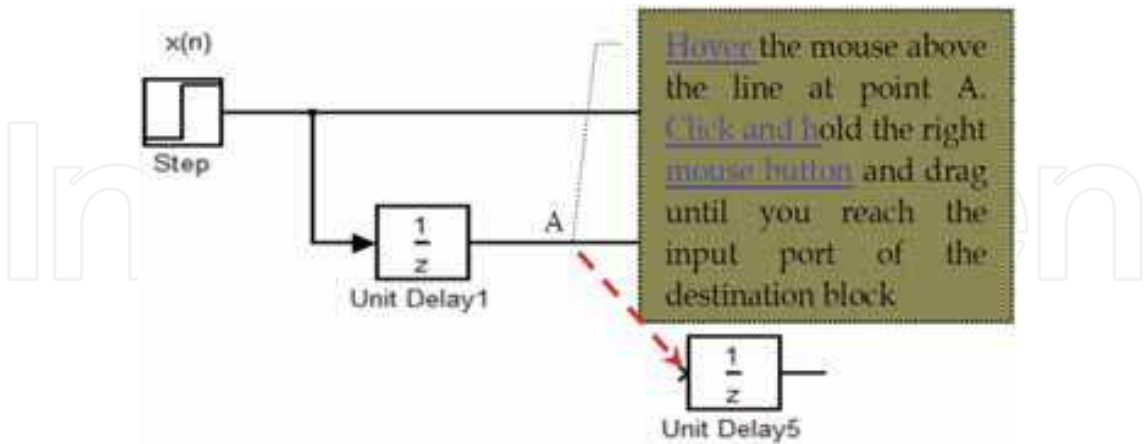 x(n)
Step
1
z
Unit Delay1
A
Hover the mouse above
the line at point A.
Click and hold the right
mouse button and drag
until you reach the
input port of the
destination block
1
z
Unit Delay5